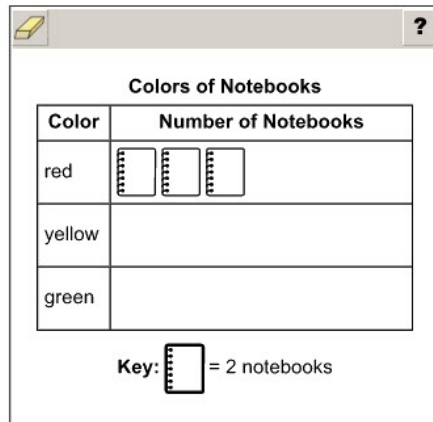 ?
Colors of Notebooks
Color Number of Notebooks
red
yellow
green
Key: = 2 notebooks